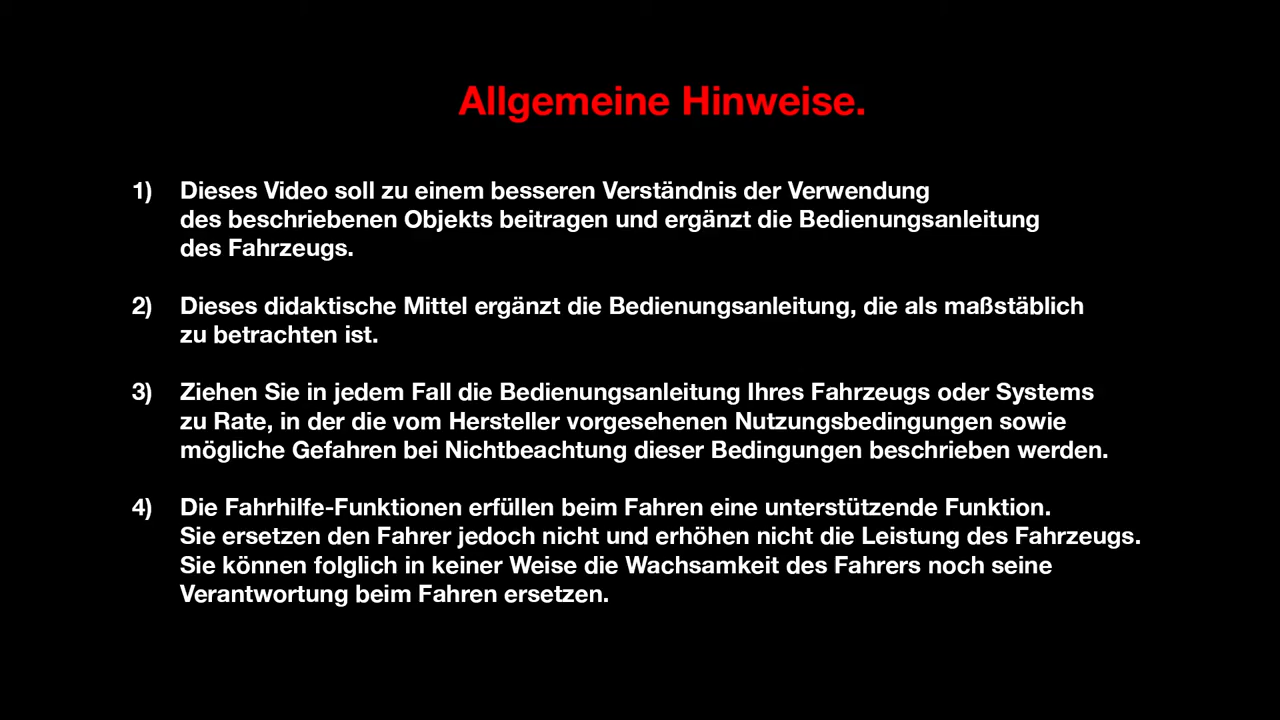 Allgemeine Hinweise.
1) Dieses Video soll zu einem besseren Verständnis der Verwendung
des beschriebenen Objekts beitragen und ergänzt die Bedienungsanleitung
des Fahrzeugs.
2) Dieses didaktische Mittel ergänzt die Bedienungsanleitung, die als maßstäblich
zu betrachten ist.
3) Ziehen Sie in jedem Fall die Bedienungsanleitung Ihres Fahrzeugs oder Systems
zu Rate, in der die vom Hersteller vorgesehenen Nutzungsbedingungen sowie
mögliche Gefahren bei Nichtbeachtung dieser Bedingungen beschrieben werden.
4) Die Fahrhilfe-Funktionen erfüllen beim Fahren eine unterstützende Funktion.
Sie ersetzen den Fahrer jedoch nicht und erhöhen nicht die Leistung des Fahrzeugs.
Sie können folglich in keiner Weise die Wachsamkeit des Fahrers noch seine
Verantwortung beim Fahren ersetzen.